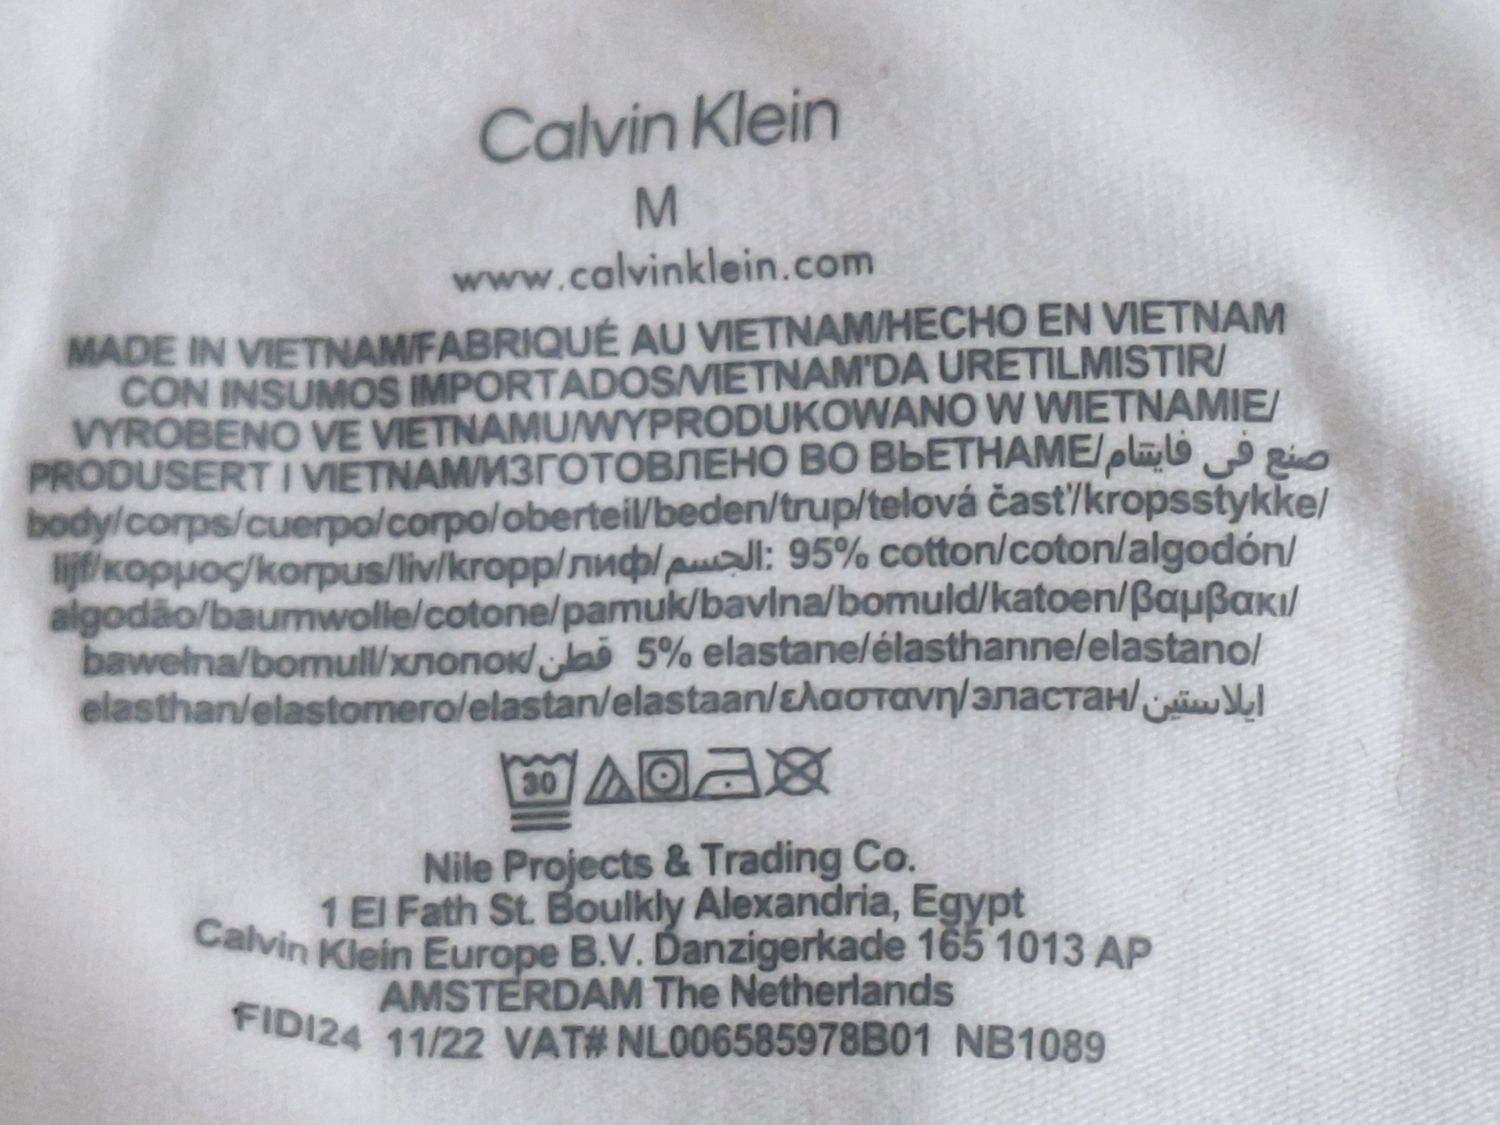 Calvin Klein
M
www.calvinklein.com
MADE IN VIETNAM/FABRIQUÉ AU VIETNAM/HECHO EN VIETNAM
CON INSUMOS IMPORTADOS/VIETNAM'DA URETILMISTIR/
VYROBENO VE VIETNAMU/WYPRODUKOWANO W WIETNAMIE/
PRODUSERT I VIETNAM/ИЗГОТОВЛЕНО ВО ВЬЕТНАМЕ/صنع في فايتنام
body/corps/cuerpo/corpo/oberteil/beden/trup/telová časť/kropsstykke/
lijf/κορμος/korpus/liv/kropp/лиф/الجسم: 95% cotton/coton/algodón/
algodão/baumwolle/cotone/pamuk/bavlna/bomuld/katoen/βαμβακι/
bawełna/bomull/хлопок/قطن 5% elastane/élasthanne/elastano/
elasthan/elastomero/elastan/elastaan/ελαστανη/эластан/ايلاستين
30
Nile Projects & Trading Co.
1 El Fath St. Boulkly Alexandria, Egypt
Calvin Klein Europe B.V. Danzigerkade 165 1013 AP
AMSTERDAM The Netherlands
FIDI24 11/22 VAT# NL006585978B01 NB1089